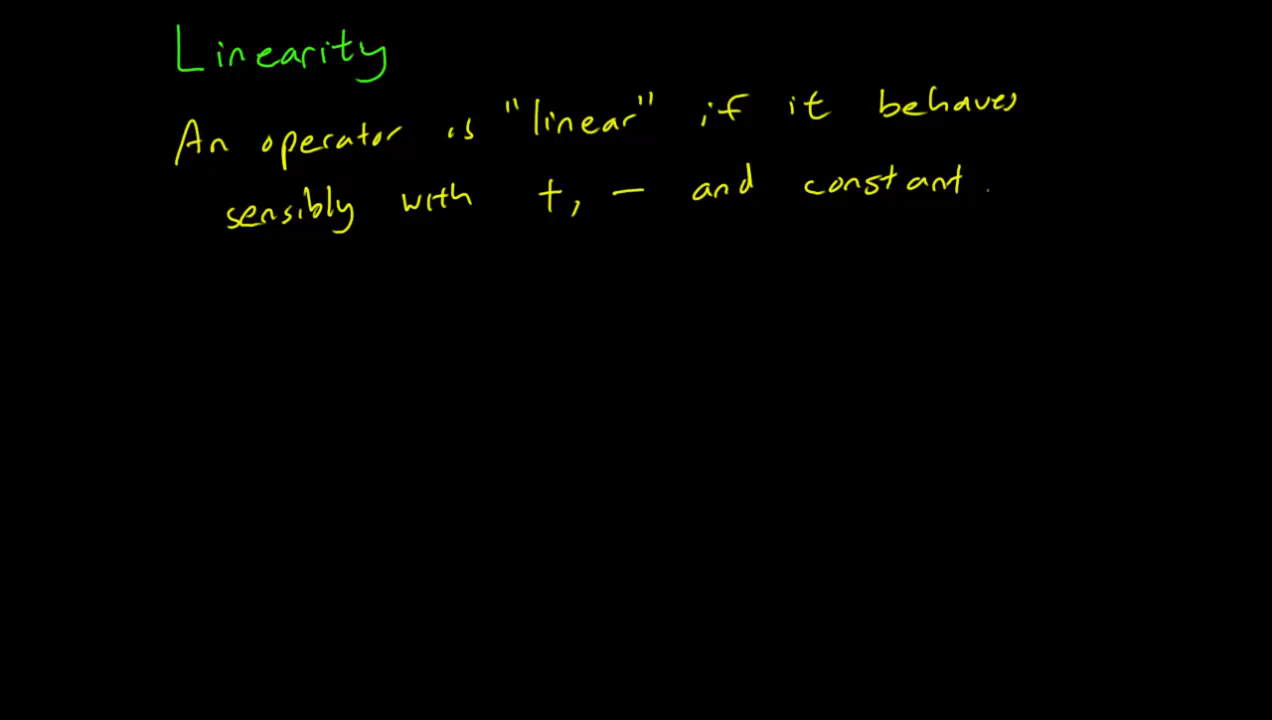 Linearity
An operator is "linear" if it behaves
sensibly with +, − and constant